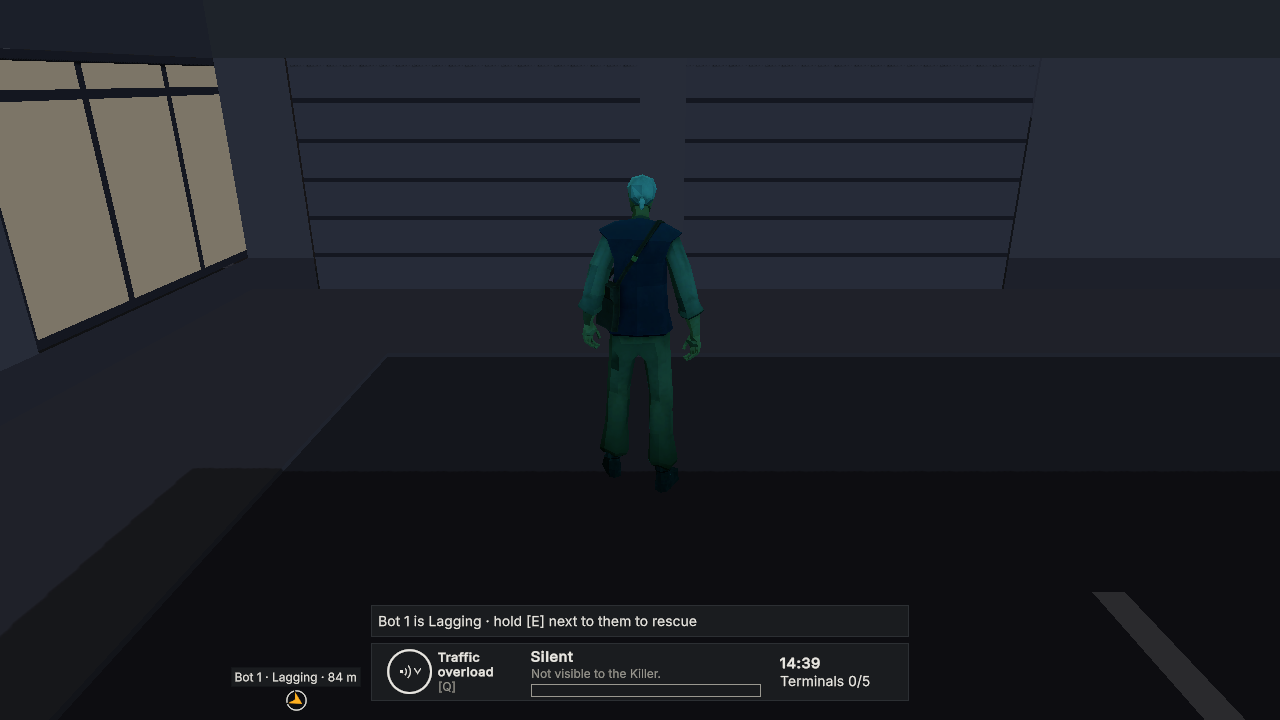 Bot 1 is Lagging · hold [E] next to them to rescue
Traffic
overload
[Q]
Silent
Not visible to the Killer.
14:39
Terminals 0/5
Bot 1 · Lagging · 84 m